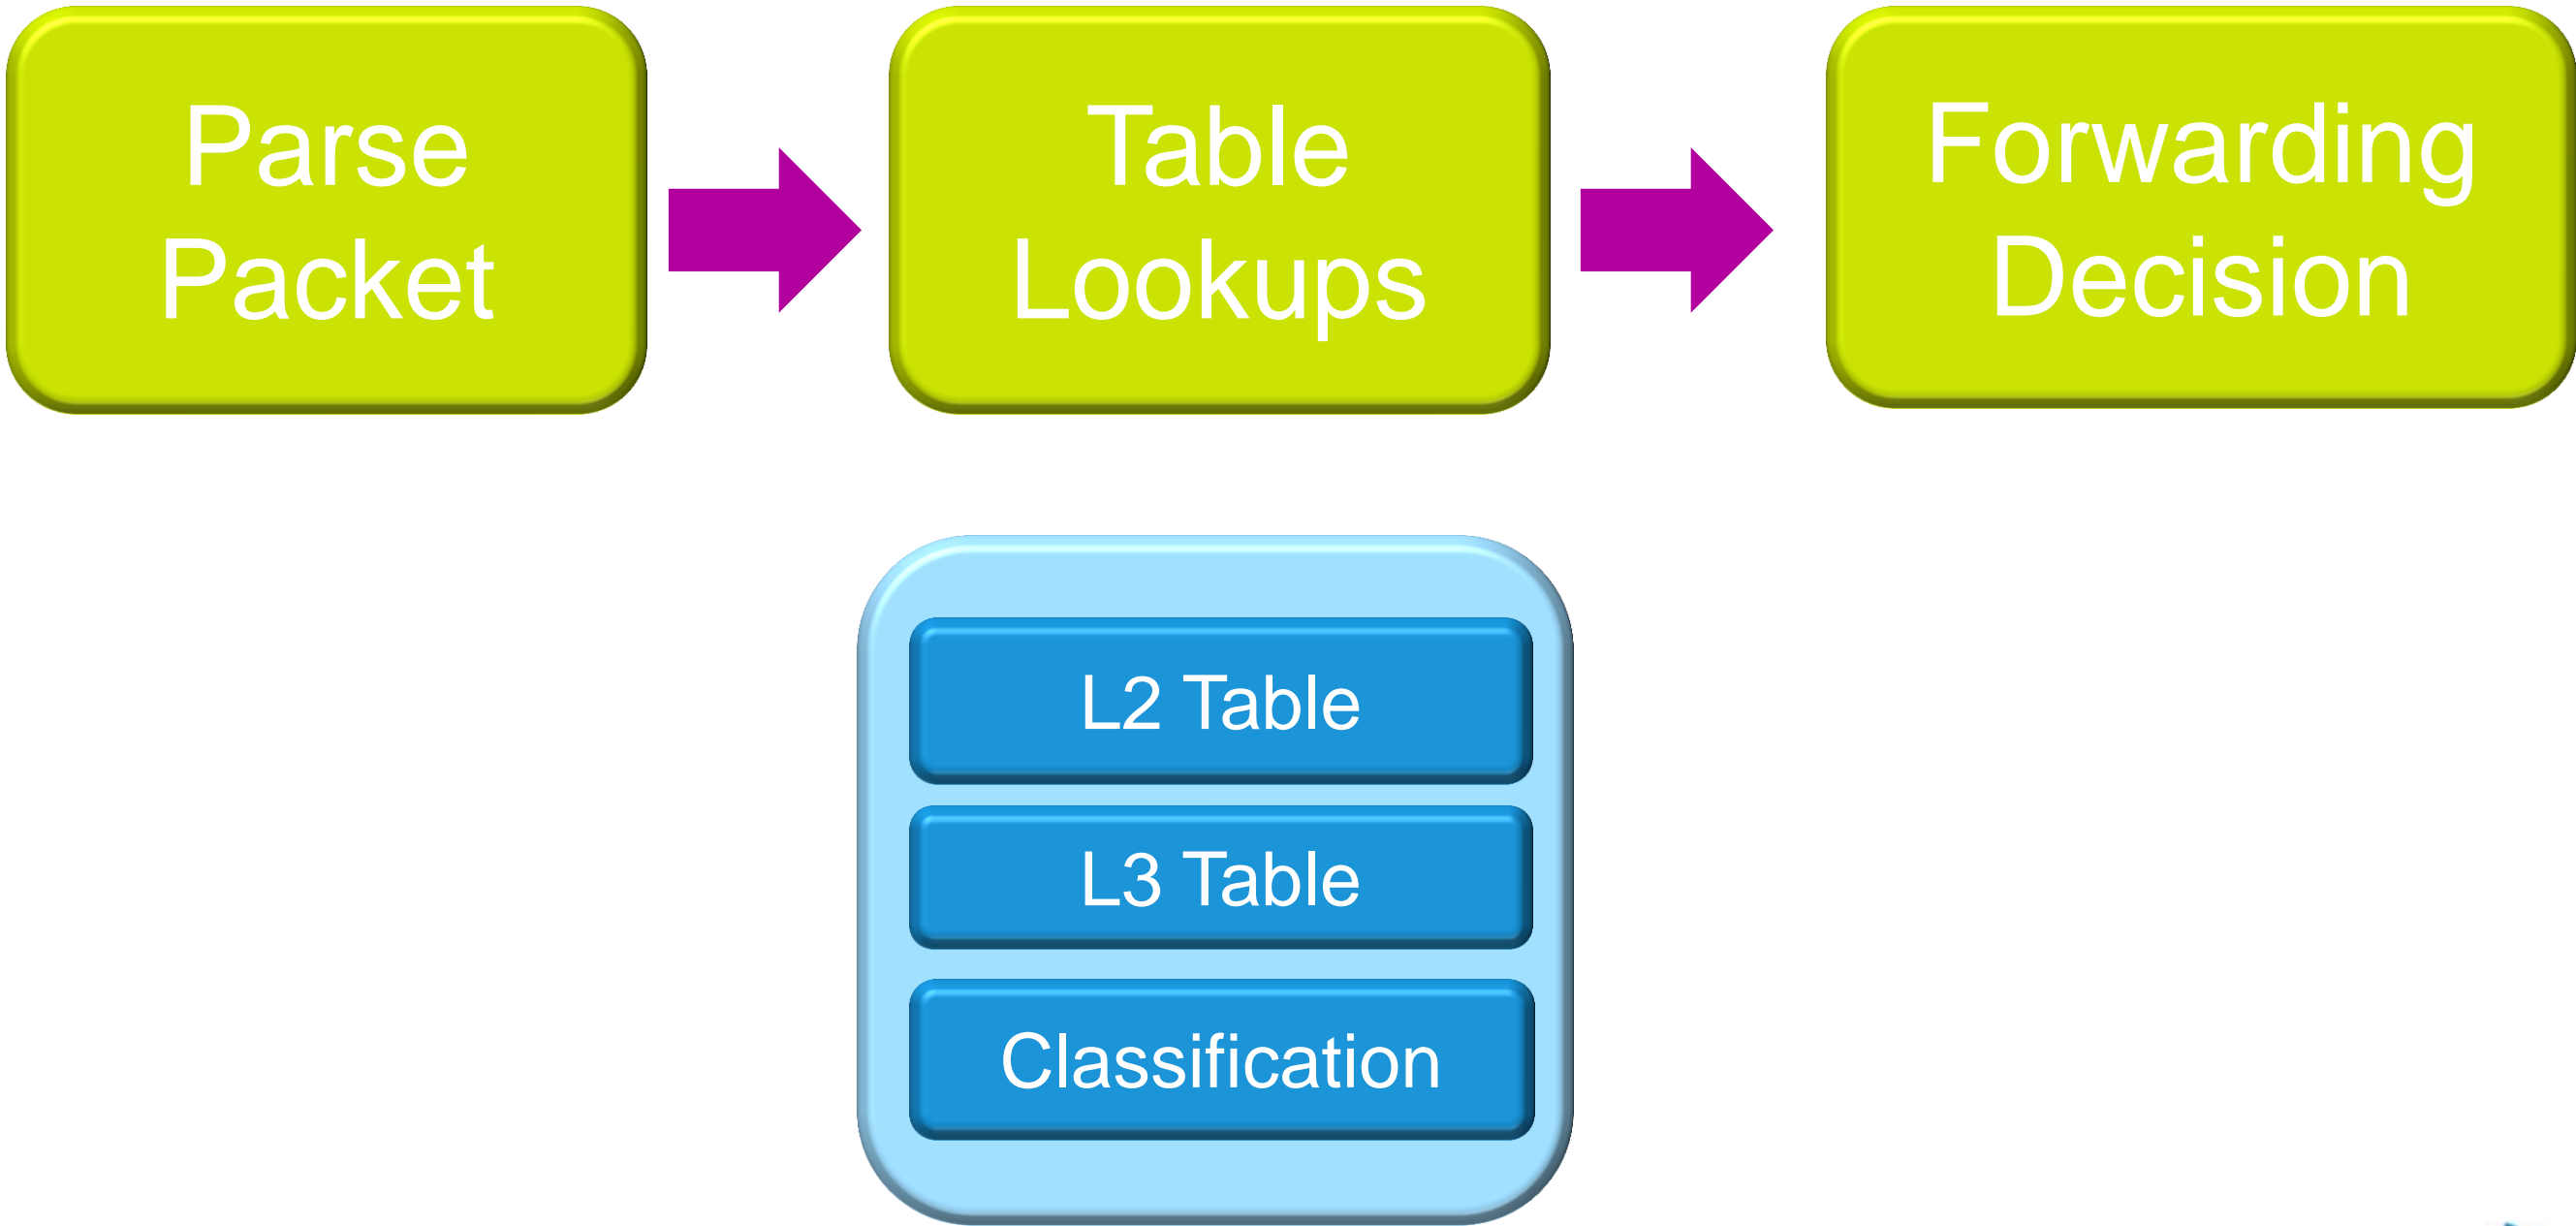 Parse
Packet
Table
Lookups
Forwarding
Decision
L2 Table
L3 Table
Classification